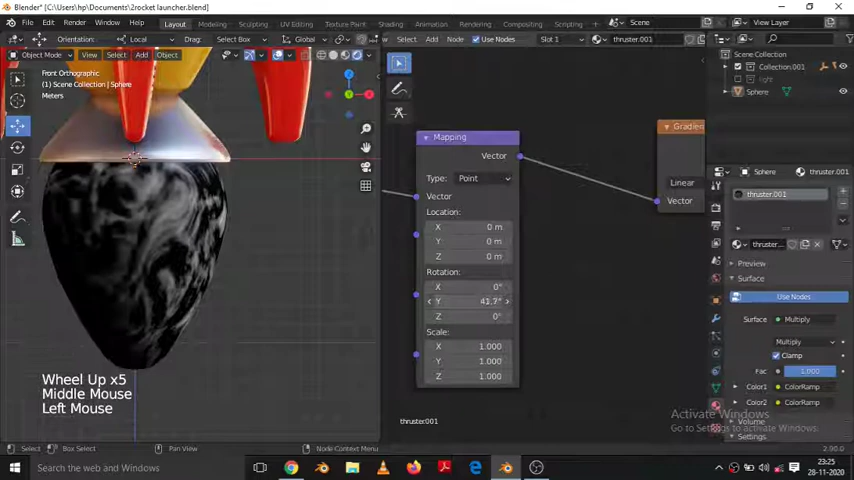 Blender* [C:\Users\hp\Documents\2rocket launcher.blend]
File Edit Render Window Help Layout Modeling Sculpting UV Editing Texture Paint Shading Animation Rendering Compositing Scripting Scene View Layer
Orientation: Local Drag: Select Box Global
Object Mode View Select Add Object
Front Orthographic
(1) Scene Collection | Sphere
Meters
Wheel Up x5
Middle Mouse
Left Mouse
Select Node Use Nodes Slot 1 thruster.001
Mapping
Vector
Type: Point
Vector
Location:
X 0 m
Y 0 m
Z 0 m
Rotation:
X 0°
Y 41.7°
Z 0°
Scale:
X 1.000
Y 1.000
Z 1.000
Gradien
Linear
Vector
thruster.001
Scene Collection
Collection.001
light
Sphere
Sphere thruster.001
thruster.001
thruster...
Preview
Surface
Use Nodes
Surface: Multiply
Multiply
Clamp
Fac 1.000
Color1 ColorRamp
Color2 ColorRamp
Volume
Settings
Activate Windows
Go to Settings to activate Windows.
Select Box Select Pan View Node Context Menu 2.90.0
Search the web and Windows
23:25
28-11-2020